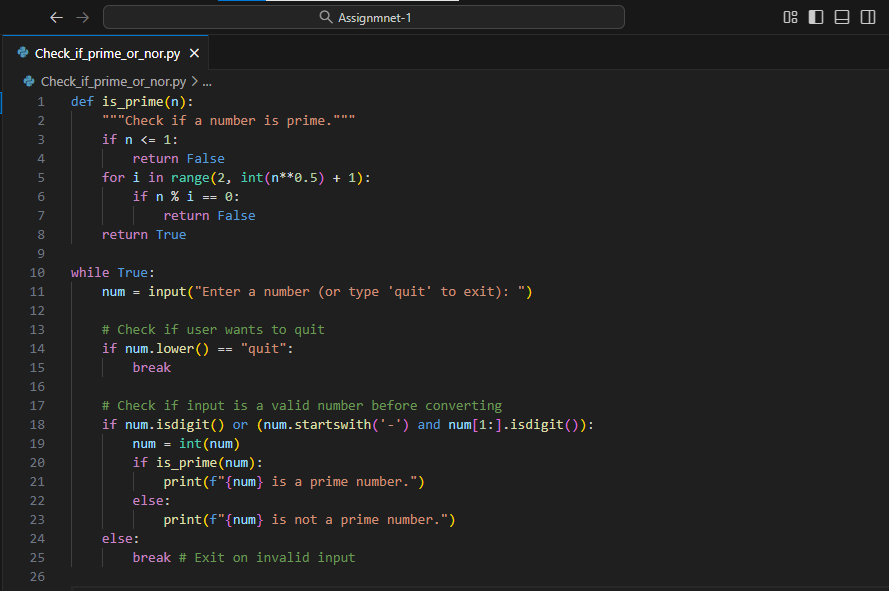 Assignmnet-1
Check_if_prime_or_nor.py
Check_if_prime_or_nor.py > ...
1 def is_prime(n):
2     """Check if a number is prime."""
3     if n <= 1:
4         return False
5     for i in range(2, int(n**0.5) + 1):
6         if n % i == 0:
7             return False
8     return True
9
10 while True:
11     num = input("Enter a number (or type 'quit' to exit): ")
12
13     # Check if user wants to quit
14     if num.lower() == "quit":
15         break
16
17     # Check if input is a valid number before converting
18     if num.isdigit() or (num.startswith('-') and num[1:].isdigit()):
19         num = int(num)
20         if is_prime(num):
21             print(f"{num} is a prime number.")
22         else:
23             print(f"{num} is not a prime number.")
24     else:
25         break # Exit on invalid input
26